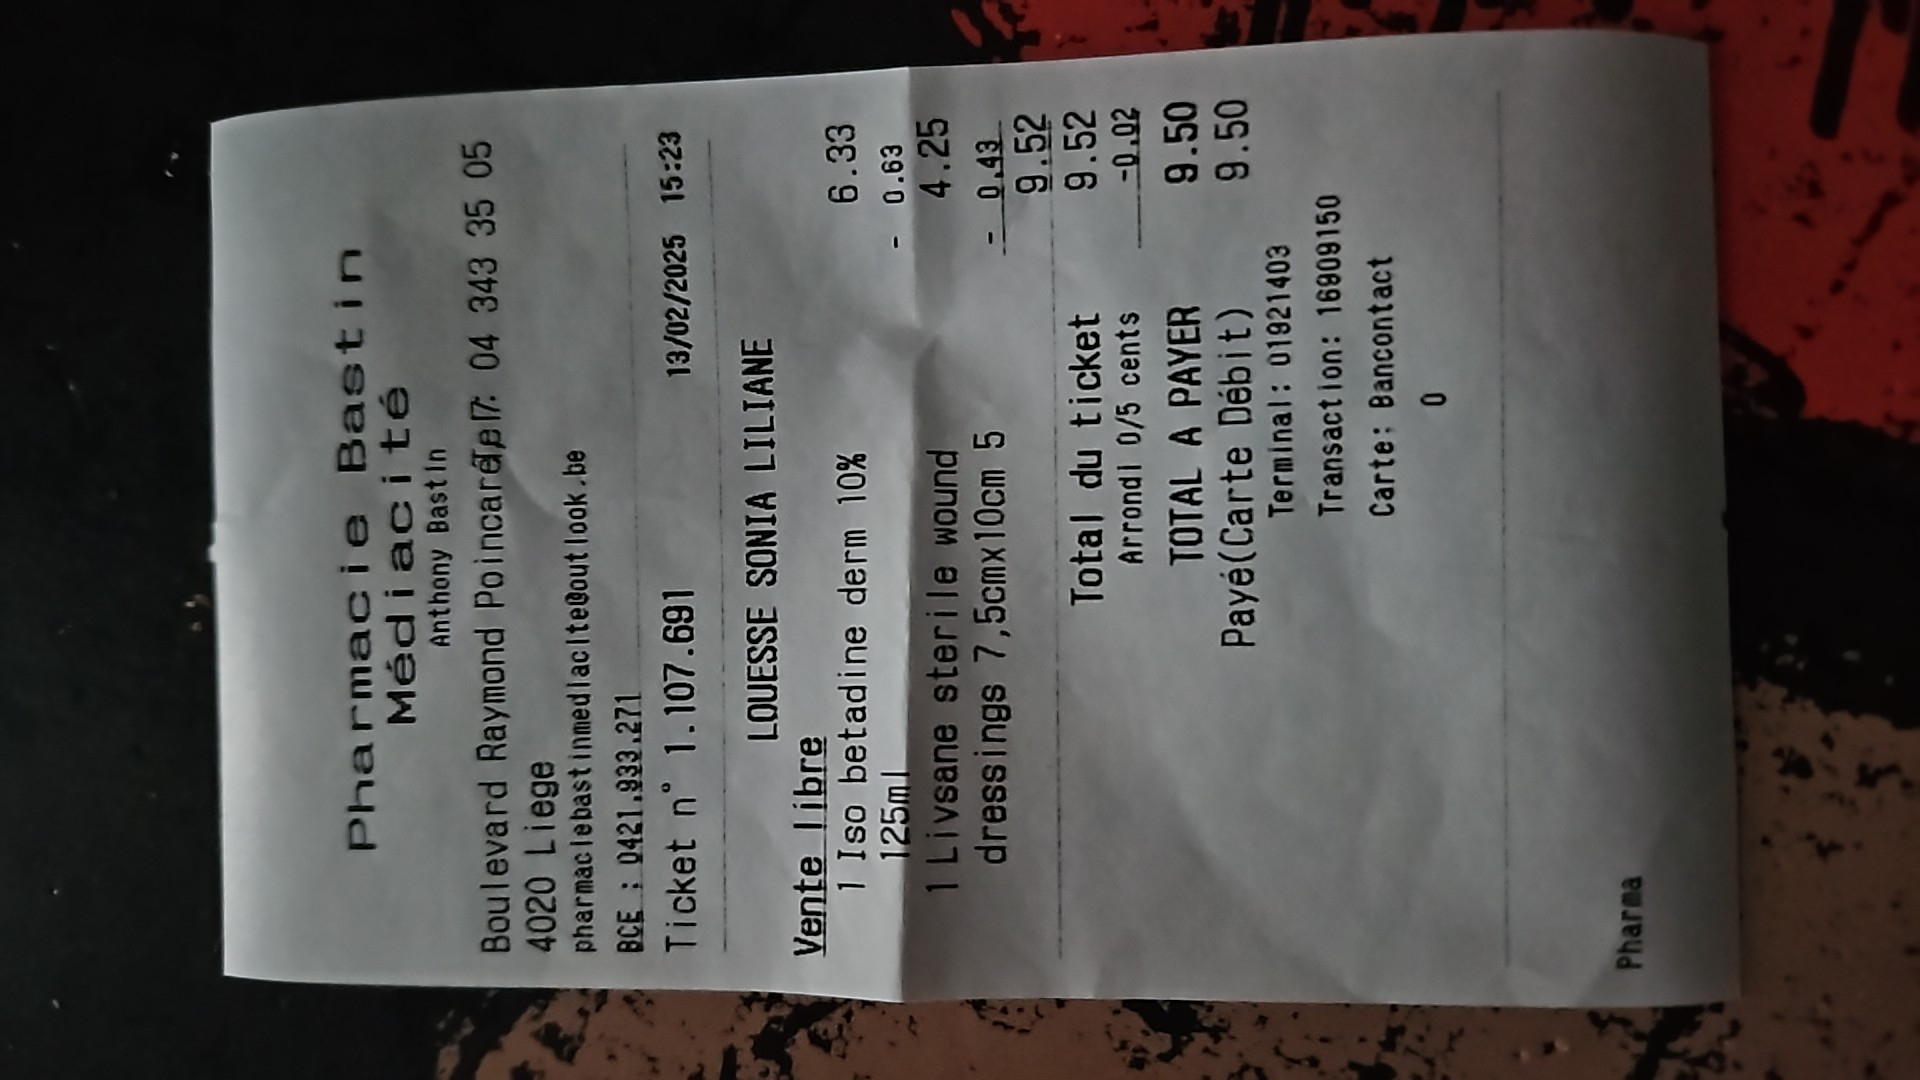 Pharmacie Bastin
Médiacité
Anthony Bastin
Boulevard Raymond Poincaré, 7 Tel: 04 343 35 05
4020 Liege
pharmaciebastinmediacite@outlook.be
BCE : 0421.933.271
Ticket n° 1.107.691 13/02/2025 15:23
LOUESSE SONIA LILIANE
Vente libre
1 Iso betadine derm 10% 6.33
125ml - 0.63
1 Livsane sterile wound 4.25
dressings 7,5cmx10cm 5 - 0.43
9.52
Total du ticket 9.52
Arrondi 0/5 cents -0.02
TOTAL A PAYER 9.50
Payé(Carte Débit) 9.50
Terminal: 01921403
Transaction: 16909150
Carte: Bancontact
0
Pharma